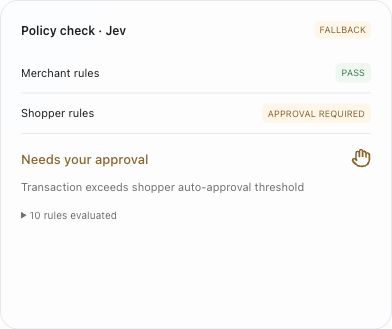 Policy check · Jev
FALLBACK
Merchant rules
PASS
Shopper rules
APPROVAL REQUIRED
Needs your approval
Transaction exceeds shopper auto-approval threshold
10 rules evaluated